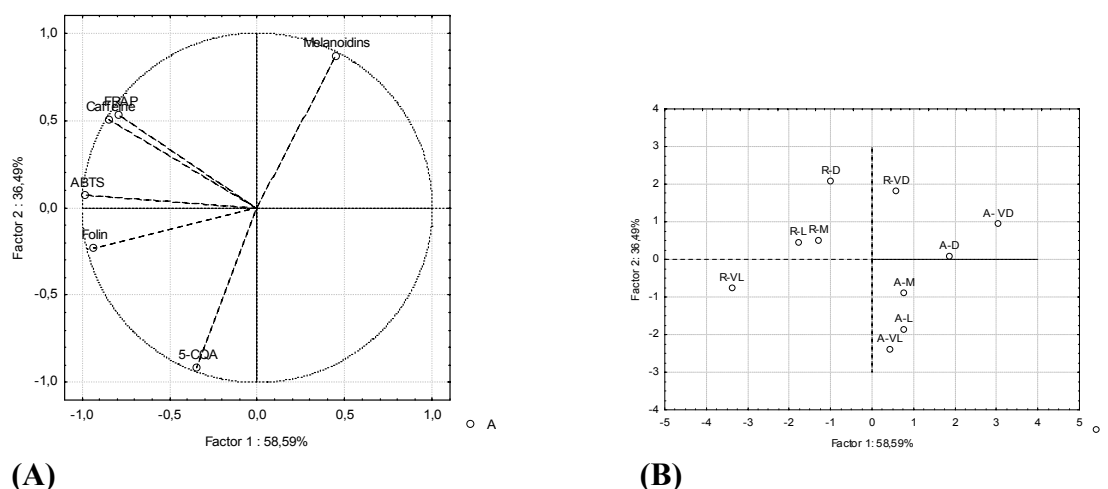 1,0
Melanoidins
FRAP
Caffeine
0,5
ABTS
0,0
Folin
-0,5
5-CQA
-1,0
-1,0 -0,5 0,0 0,5 1,0
Factor 1 : 58,59%
Factor 2 : 36,49%
A
(A)
4
3
2
1
0
-1
-2
-3
-4
R-D
R-VD
A- VD
R-L R-M
A-D
R-VL
A-M
A-L
A-VL
-5 -4 -3 -2 -1 0 1 2 3 4 5
Factor 1: 58,59%
Factor 2: 36,49%
(B)